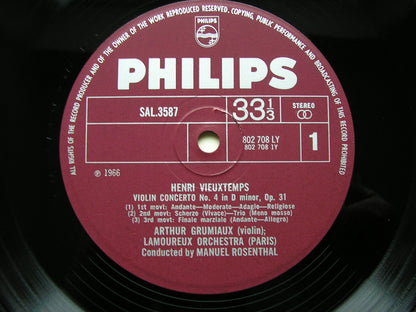 ALL RIGHTS OF THE RECORD PRODUCER AND OF THE OWNER OF THE WORK REPRODUCED RESERVED. COPYING, PUBLIC PERFORMANCE AND BROADCASTING OF THIS RECORD PROHIBITED
PHILIPS
PHILIPS
SAL.3587
33 1/3
STEREO
802 708 LY
802 708 1Y
1
℗ 1966
HENRI VIEUXTEMPS
VIOLIN CONCERTO No. 4 in D minor, Op. 31
(1) 1st movt: Andante—Moderato—Adagio—Religioso
(2) 2nd movt: Scherzo (Vivace)—Trio (Meno mosso)
(3) 3rd movt: Finale marziale (Andante—Allegro)
ARTHUR GRUMIAUX (violin);
LAMOUREUX ORCHESTRA (PARIS)
Conducted by MANUEL ROSENTHAL